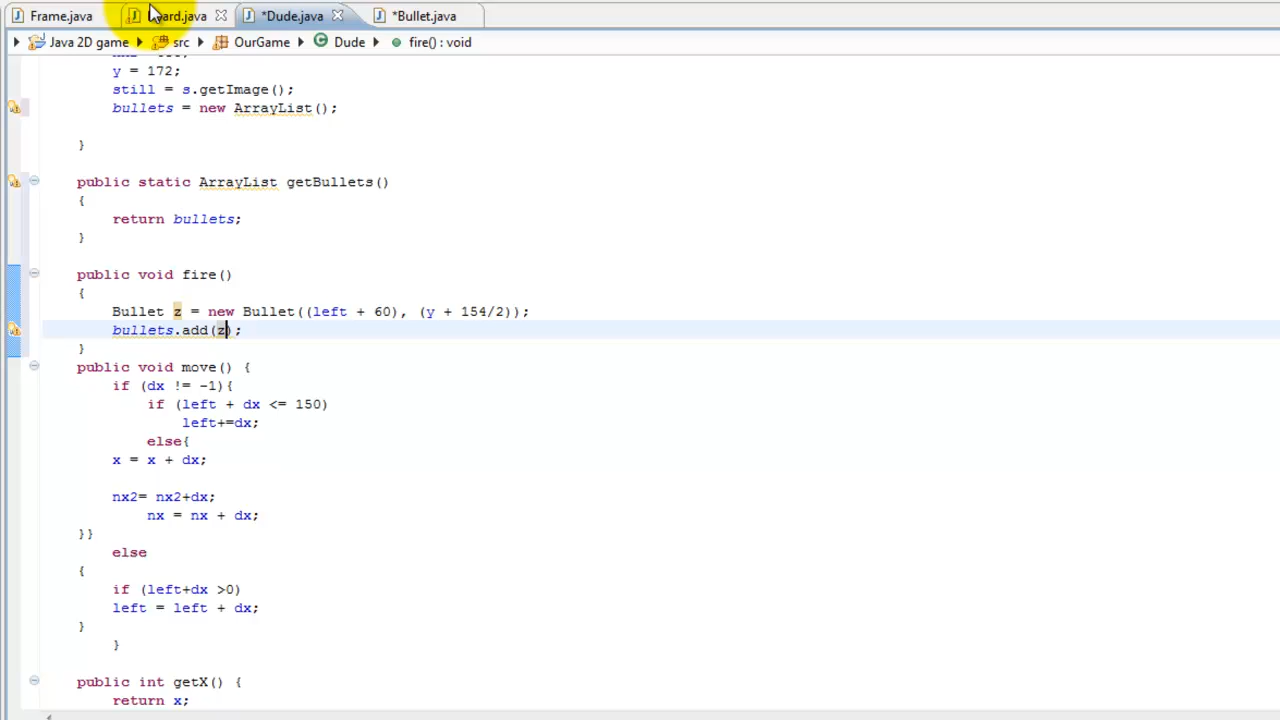 Frame.java
ard.java
*Dude.java
*Bullet.java
Java 2D game src OurGame Dude fire() : void
y = 172;
still = s.getImage();
bullets = new ArrayList();
}
public static ArrayList getBullets()
{
return bullets;
}
public void fire()
{
Bullet z = new Bullet((left + 60), (y + 154/2));
bullets.add(z);
}
public void move() {
if (dx != -1){
if (left + dx <= 150)
left+=dx;
else{
x = x + dx;
nx2= nx2+dx;
nx = nx + dx;
}}
else
{
if (left+dx >0)
left = left + dx;
}
}
public int getX() {
return x;